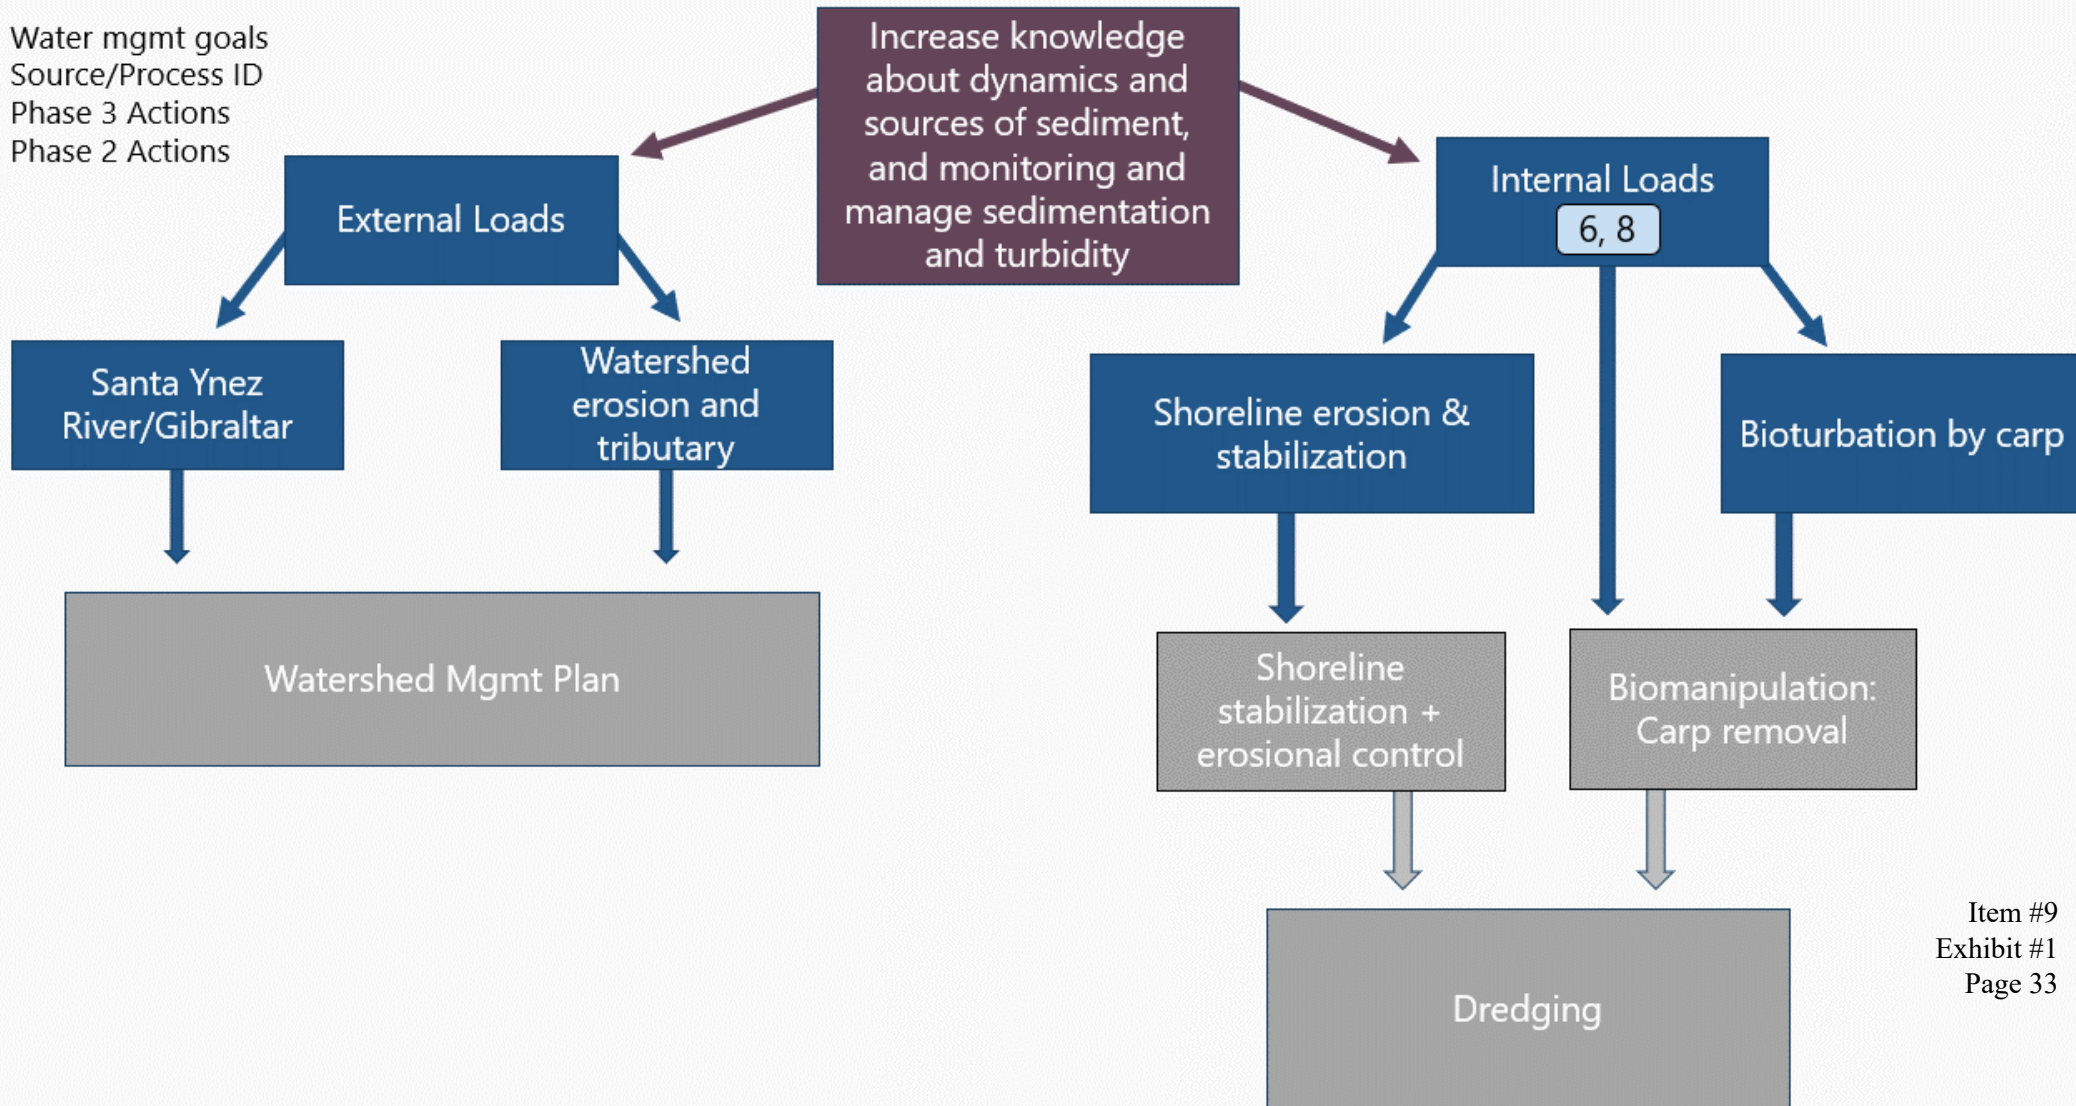 Water mgmt goals
Source/Process ID
Phase 3 Actions
Phase 2 Actions
Increase knowledge
about dynamics and
sources of sediment,
and monitoring and
manage sedimentation
and turbidity
External Loads
Internal Loads
6, 8
Santa Ynez
River/Gibraltar
Watershed
erosion and
tributary
Shoreline erosion &
stabilization
Bioturbation by carp
Watershed Mgmt Plan
Shoreline
stabilization +
erosional control
Biomanipulation:
Carp removal
Dredging
Item #9
Exhibit #1
Page 33